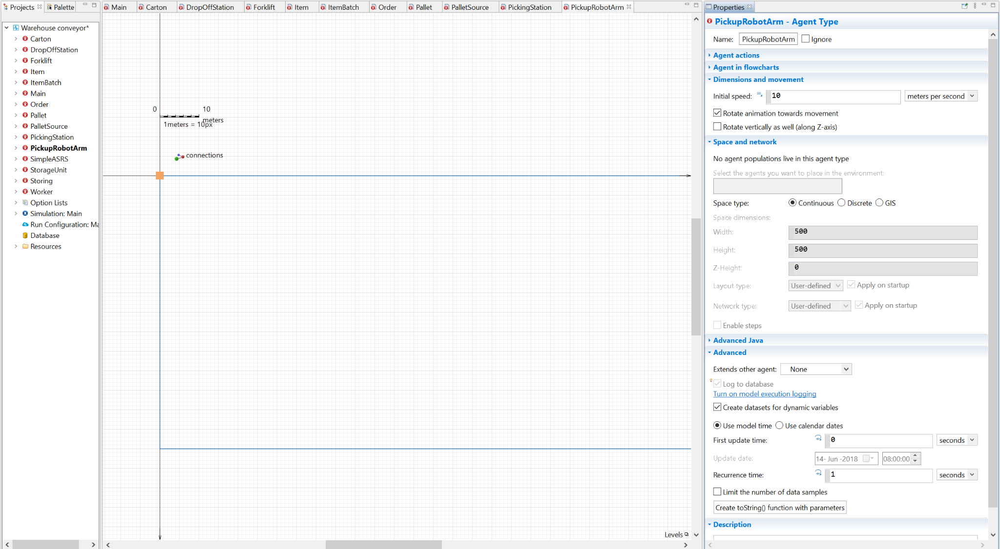 Projects
Palette
Warehouse conveyor*
Carton
DropOffStation
Forklift
Item
ItemBatch
Main
Order
Pallet
PalletSource
PickingStation
PickupRobotArm
SimpleASRS
StorageUnit
Storing
Worker
Option Lists
Simulation: Main
Run Configuration: Ma
Database
Resources
Main Carton DropOffStation Forklift Item ItemBatch Order Pallet PalletSource PickingStation PickupRobotArm
0 10
meters
1meters = 10px
connections
Levels
Properties
PickupRobotArm - Agent Type
Name: PickupRobotArm Ignore
Agent actions
Agent in flowcharts
Dimensions and movement
Initial speed: 10 meters per second
Rotate animation towards movement
Rotate vertically as well (along Z-axis)
Space and network
No agent populations live in this agent type
Select the agents you want to place in the environment:
Space type: Continuous Discrete GIS
Space dimensions:
Width: 500
Height: 500
Z-Height: 0
Layout type: User-defined Apply on startup
Network type: User-defined Apply on startup
Enable steps
Advanced Java
Advanced
Extends other agent: None
Log to database
Turn on model execution logging
Create datasets for dynamic variables
Use model time Use calendar dates
First update time: 0 seconds
Update date: 14- Jun -2018 08:00:00
Recurrence time: 1 seconds
Limit the number of data samples
Create toString() function with parameters
Description